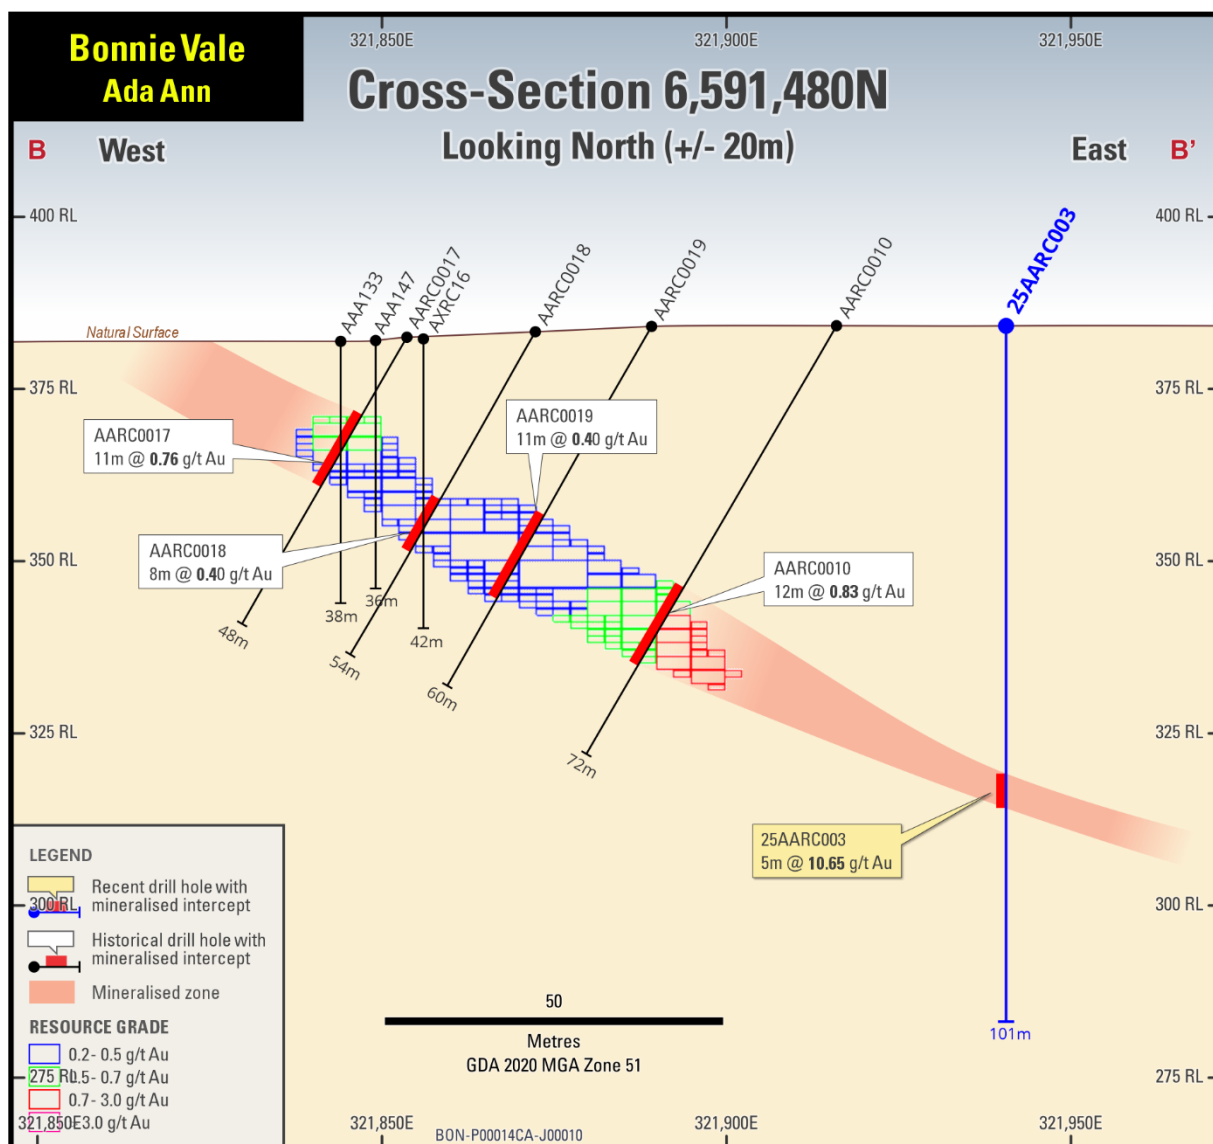 Bonnie Vale
Ada Ann
321,850E
321,900E
321,950E
Cross-Section 6,591,480N
Looking North (+/- 20m)
B
West
East
B'
400 RL
400 RL
AAA133
AAA147
AARC0017
AXRC16
AARC0018
AARC0019
AARC0010
25AARC003
Natural Surface
375 RL
375 RL
AARC0017
11m @ 0.76 g/t Au
AARC0019
11m @ 0.40 g/t Au
AARC0018
8m @ 0.40 g/t Au
350 RL
350 RL
AARC0010
12m @ 0.83 g/t Au
48m
38m
36m
42m
54m
60m
72m
325 RL
325 RL
25AARC003
5m @ 10.65 g/t Au
LEGEND
Recent drill hole with
mineralised intercept
300 RL
300 RL
Historical drill hole with
mineralised intercept
Mineralised zone
RESOURCE GRADE
0.2- 0.5 g/t Au
0.5- 0.7 g/t Au
0.7- 3.0 g/t Au
3.0 g/t Au
50
Metres
GDA 2020 MGA Zone 51
101m
275 RL
275 RL
321,850E
321,850E
321,900E
321,950E
BON-P00014CA-J00010